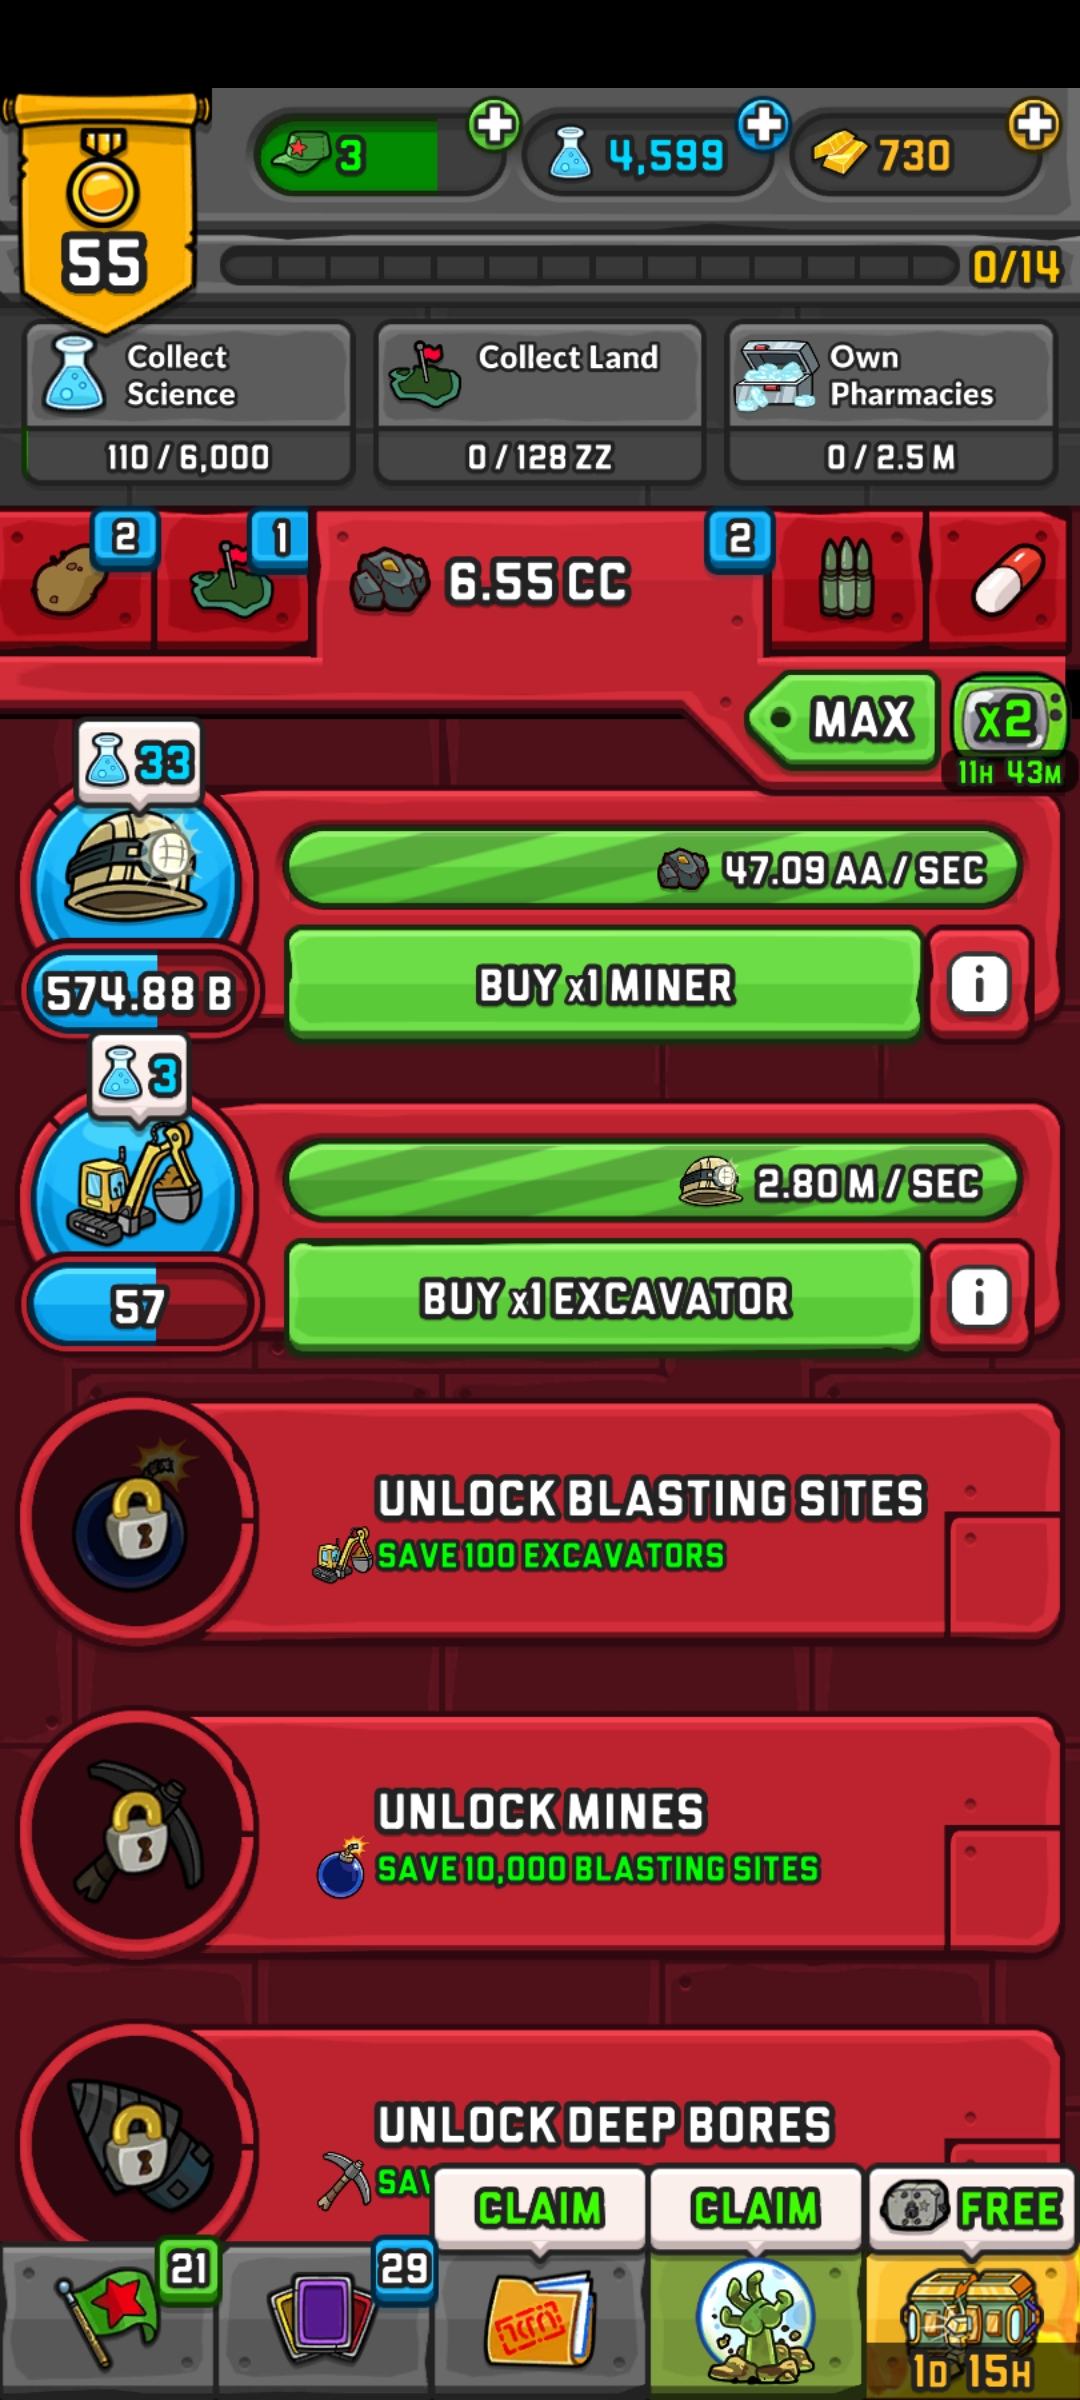 3
4,599
730
55
0/14
Collect
Science
110 / 6,000
Collect Land
0 / 128 ZZ
Own
Pharmacies
0 / 2.5 M
2
1
6.55 CC
2
MAX
x2
11H 43M
33
47.09 AA / SEC
574.88 B
BUY x1 MINER
i
3
2.80 M / SEC
57
BUY x1 EXCAVATOR
i
UNLOCK BLASTING SITES
SAVE 100 EXCAVATORS
UNLOCK MINES
SAVE 10,000 BLASTING SITES
UNLOCK DEEP BORES
CLAIM
CLAIM
FREE
21
29
1D 15H